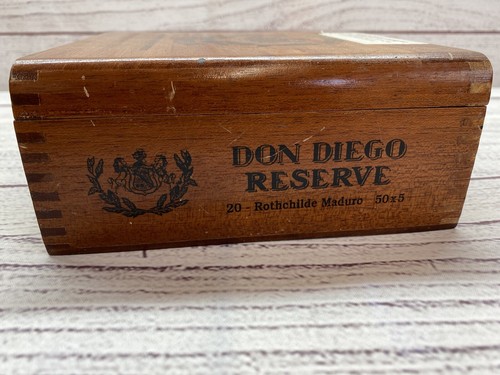 DON DIEGO
RESERVE
20 - Rothchilde Maduro 50x5